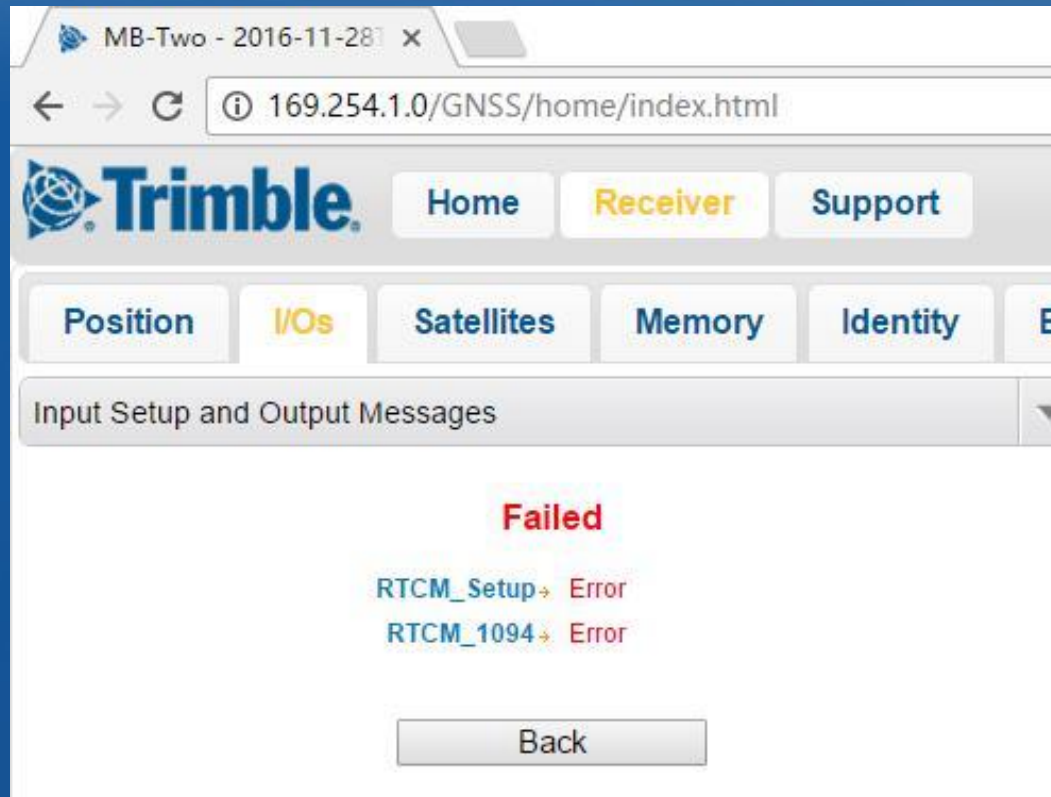 MB-Two - 2016-11-28
169.254.1.0/GNSS/home/index.html
Trimble. Home Receiver Support
Position I/Os Satellites Memory Identity
Input Setup and Output Messages
Failed
RTCM_Setup Error
RTCM_1094 Error
Back